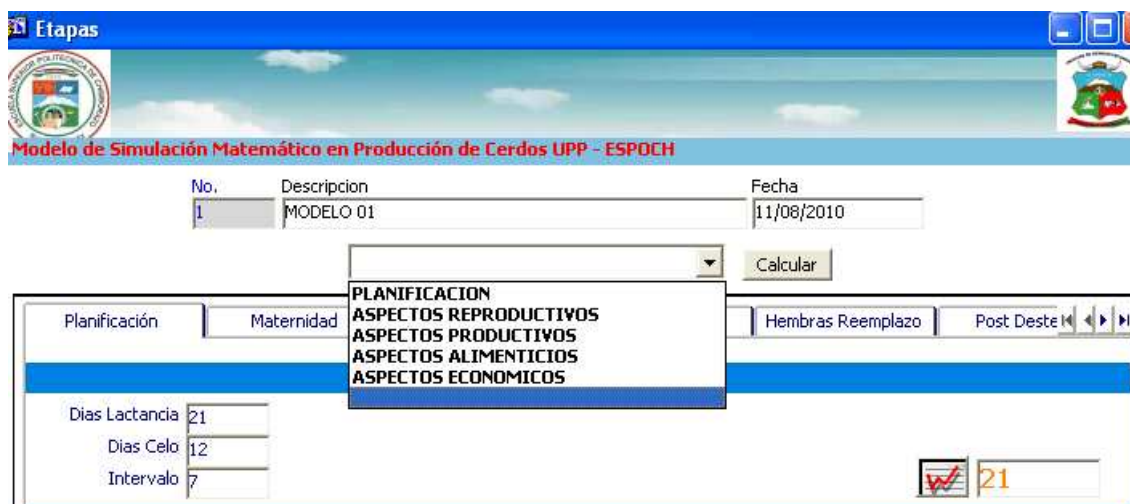 Etapas
Modelo de Simulación Matemático en Producción de Cerdos UPP - ESPOCH
No. Descripcion Fecha
1 MODELO 01 11/08/2010
Calcular
PLANIFICACION
ASPECTOS REPRODUCTIVOS
ASPECTOS PRODUCTIVOS
ASPECTOS ALIMENTICIOS
ASPECTOS ECONOMICOS
Planificación Maternidad Hembras Reemplazo Post Deste
Dias Lactancia 21
Dias Celo 12
Intervalo 7
21